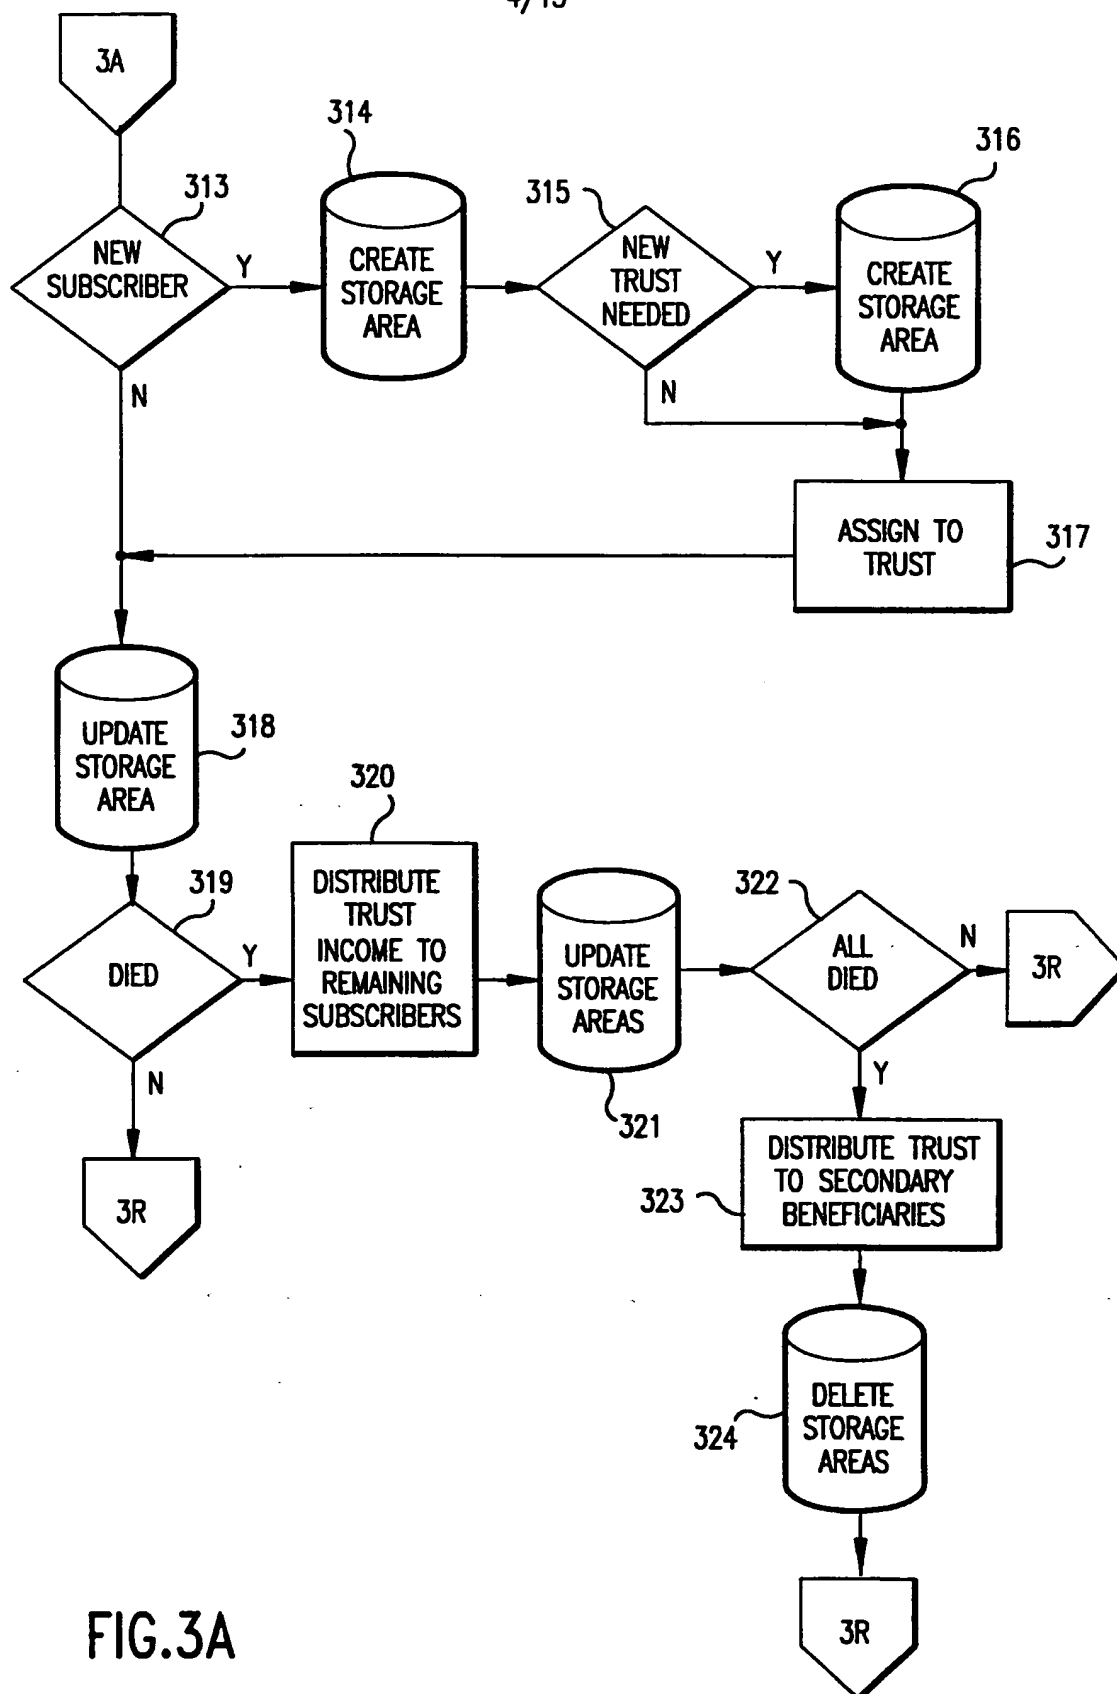 3A
313
NEW
SUBSCRIBER
Y
N
314
CREATE
STORAGE
AREA
315
NEW
TRUST
NEEDED
Y
N
316
CREATE
STORAGE
AREA
ASSIGN TO
TRUST
317
UPDATE
STORAGE
AREA
318
319
DIED
Y
N
3R
320
DISTRIBUTE
TRUST
INCOME TO
REMAINING
SUBSCRIBERS
UPDATE
STORAGE
AREAS
321
322
ALL
DIED
N
3R
Y
DISTRIBUTE TRUST
TO SECONDARY
BENEFICIARIES
323
DELETE
STORAGE
AREAS
324
3R
FIG.3A